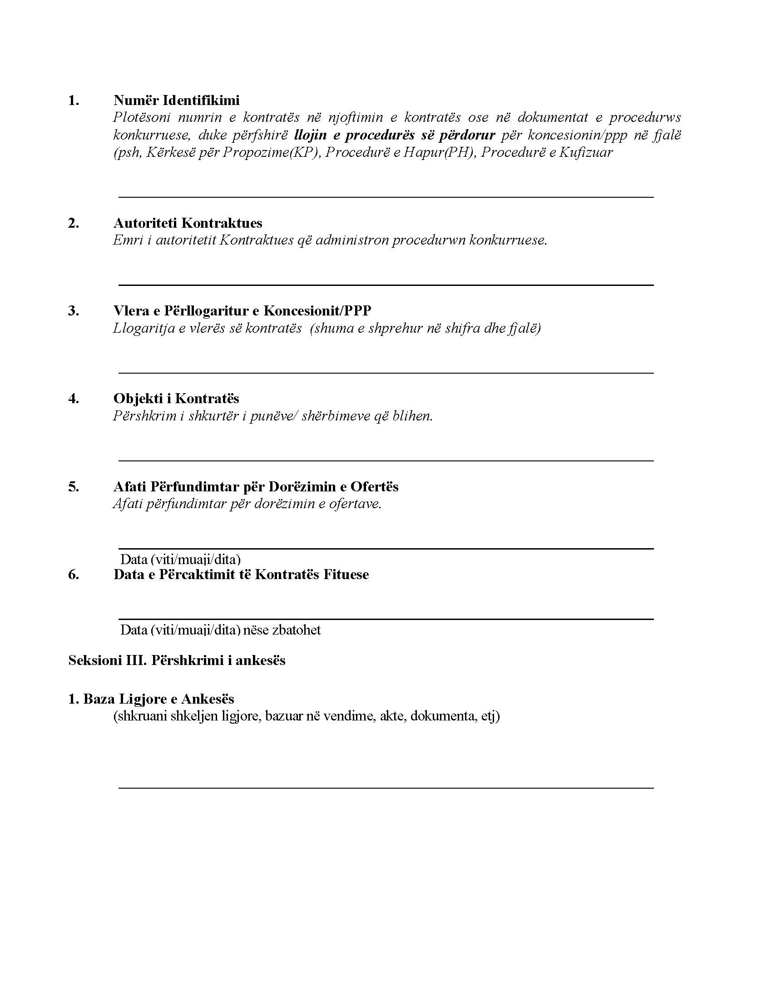 1. Numër Identifikimi
Plotësoni numrin e kontratës në njoftimin e kontratës ose në dokumentat e procedurws
konkurruese, duke përfshirë llojin e procedurës së përdorur për koncesionin/ppp në fjalë
(psh, Kërkesë për Propozime(KP), Procedurë e Hapur(PH), Procedurë e Kufizuar
2. Autoriteti Kontraktues
Emri i autoritetit Kontraktues që administron procedurwn konkurruese.
3. Vlera e Përllogaritur e Koncesionit/PPP
Llogaritja e vlerës së kontratës (shuma e shprehur në shifra dhe fjalë)
4. Objekti i Kontratës
Përshkrim i shkurtër i punëve/ shërbimeve që blihen.
5. Afati Përfundimtar për Dorëzimin e Ofertës
Afati përfundimtar për dorëzimin e ofertave.
Data (viti/muaji/dita)
6. Data e Përcaktimit të Kontratës Fituese
Data (viti/muaji/dita) nëse zbatohet
Seksioni III. Përshkrimi i ankesës
1. Baza Ligjore e Ankesës
(shkruani shkeljen ligjore, bazuar në vendime, akte, dokumenta, etj)